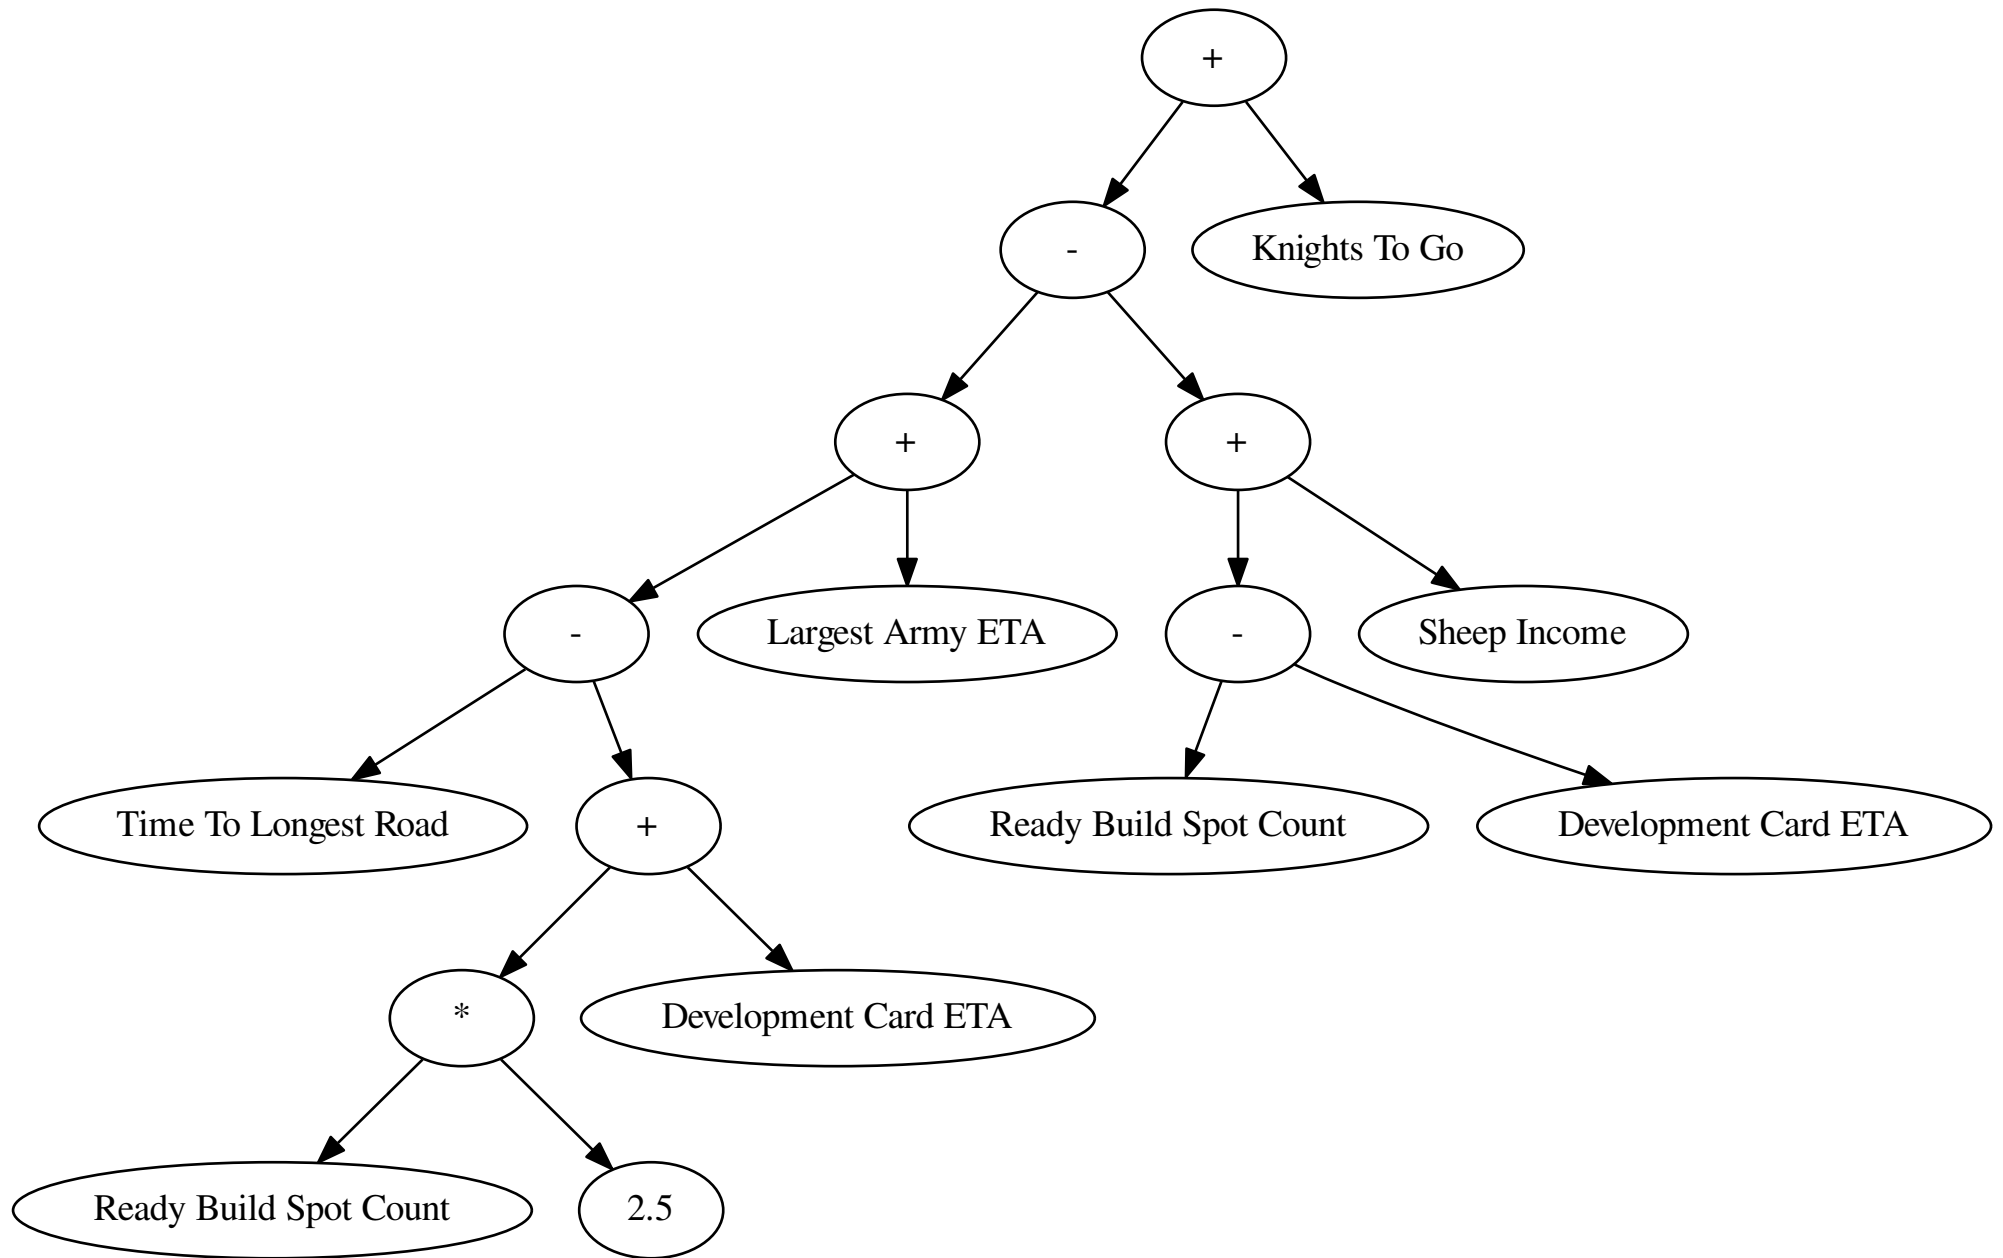 +
-
Knights To Go
+
+
-
Largest Army ETA
-
Sheep Income
Time To Longest Road
+
Ready Build Spot Count
Development Card ETA
*
Development Card ETA
Ready Build Spot Count
2.5